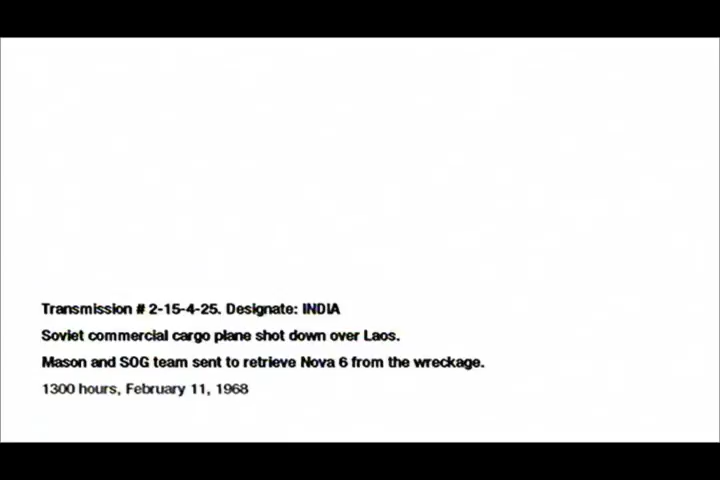 Transmission # 2-15-4-25. Designate: INDIA
Soviet commercial cargo plane shot down over Laos.
Mason and SOG team sent to retrieve Nova 6 from the wreckage.
1300 hours, February 11, 1968